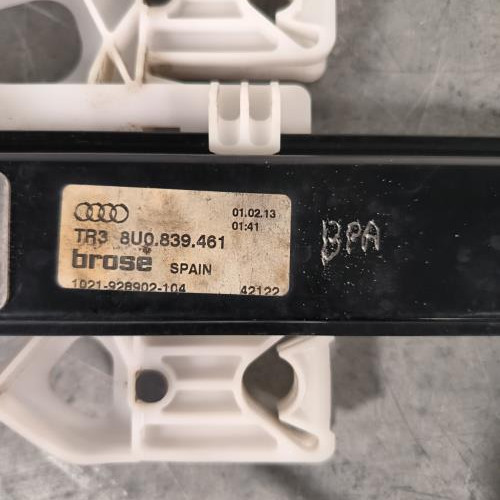 01.02.13
01:41
TR3 8U0.839.461
brose SPAIN
1021-928902-104 42122
BPA